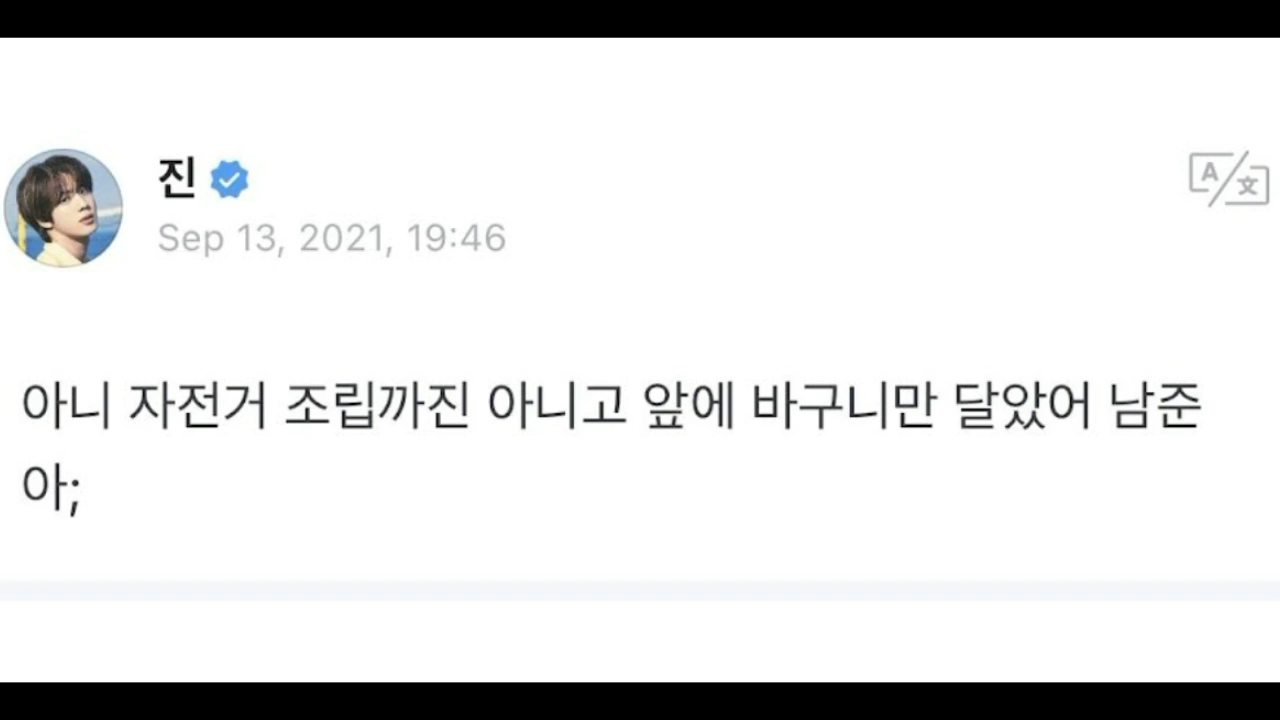 진
Sep 13, 2021, 19:46
A 文
아니 자전거 조립까진 아니고 앞에 바구니만 달았어 남준
아;